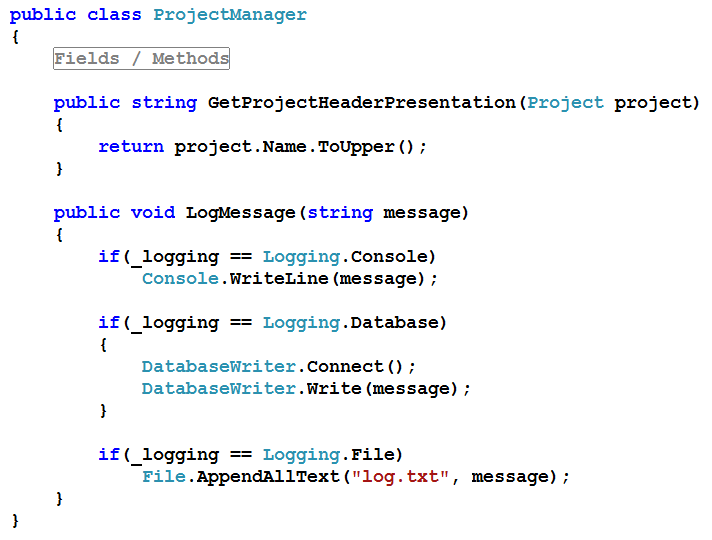 public class ProjectManager
{
    Fields / Methods
    public string GetProjectHeaderPresentation(Project project)
    {
        return project.Name.ToUpper();
    }
    public void LogMessage(string message)
    {
        if(_logging == Logging.Console)
            Console.WriteLine(message);
        if(_logging == Logging.Database)
        {
            DatabaseWriter.Connect();
            DatabaseWriter.Write(message);
        }
        if(_logging == Logging.File)
            File.AppendAllText("log.txt", message);
    }
}